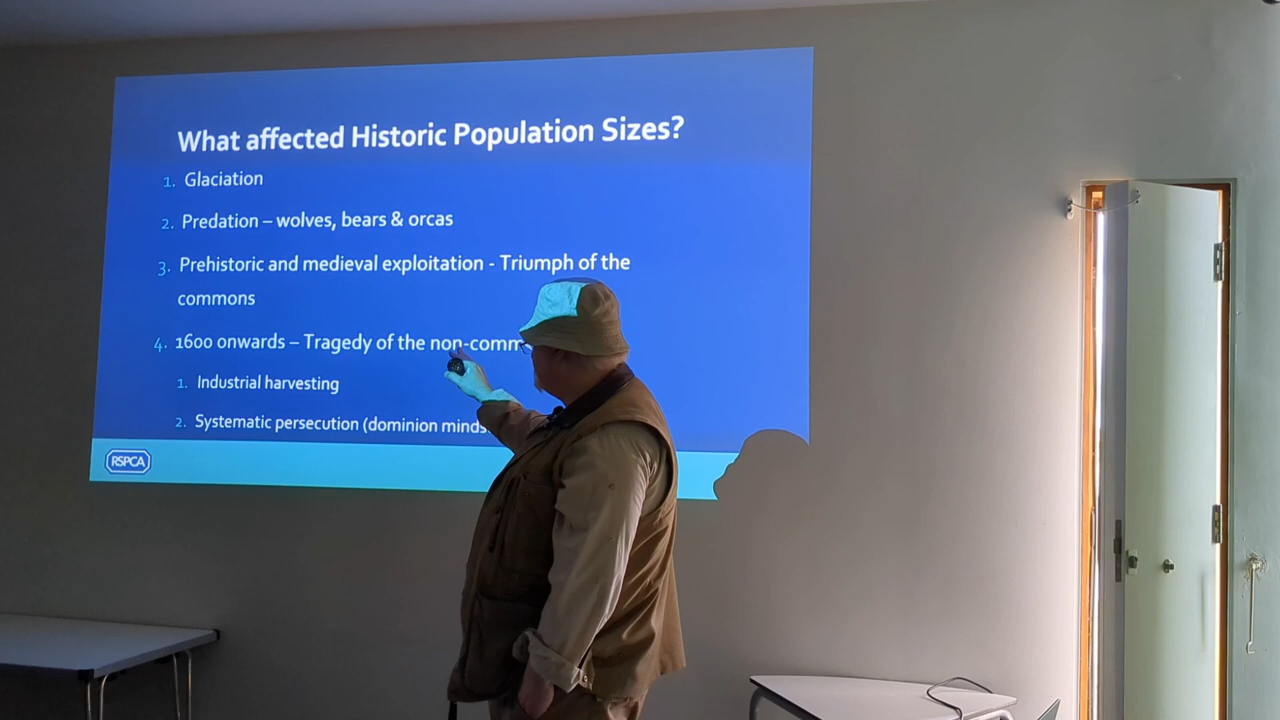 What affected Historic Population Sizes?
1. Glaciation
2. Predation – wolves, bears & orcas
3. Prehistoric and medieval exploitation - Triumph of the
commons
4. 1600 onwards – Tragedy of the non-comm
1. Industrial harvesting
2. Systematic persecution (dominion minds
RSPCA